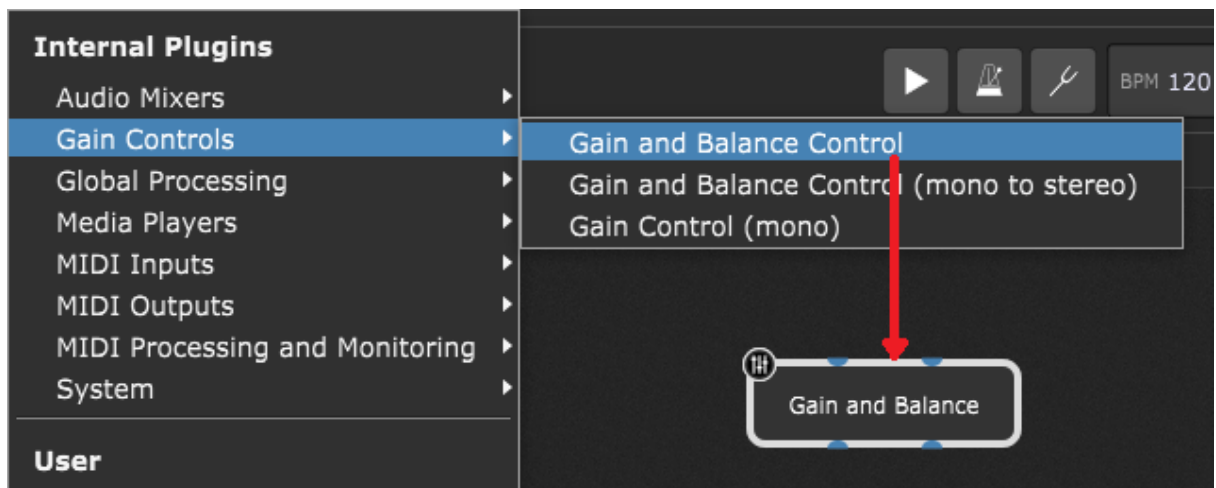 Internal Plugins
Audio Mixers
Gain Controls
Global Processing
Media Players
MIDI Inputs
MIDI Outputs
MIDI Processing and Monitoring
System
User
BPM 120
Gain and Balance Control
Gain and Balance Control (mono to stereo)
Gain Control (mono)
Gain and Balance